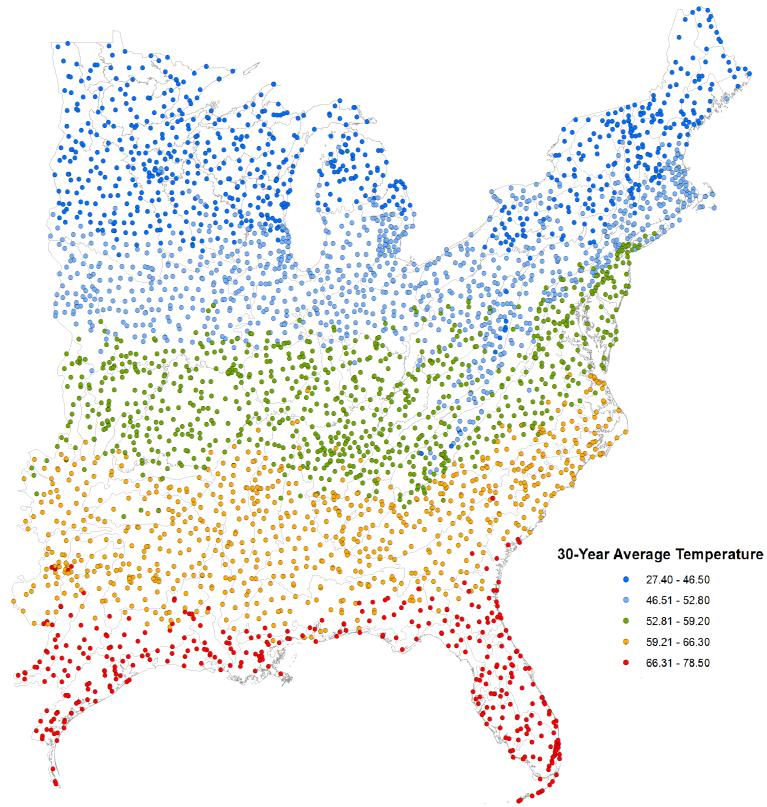 30-Year Average Temperature
27.40 - 46.50
46.51 - 52.80
52.81 - 59.20
59.21 - 66.30
66.31 - 78.50